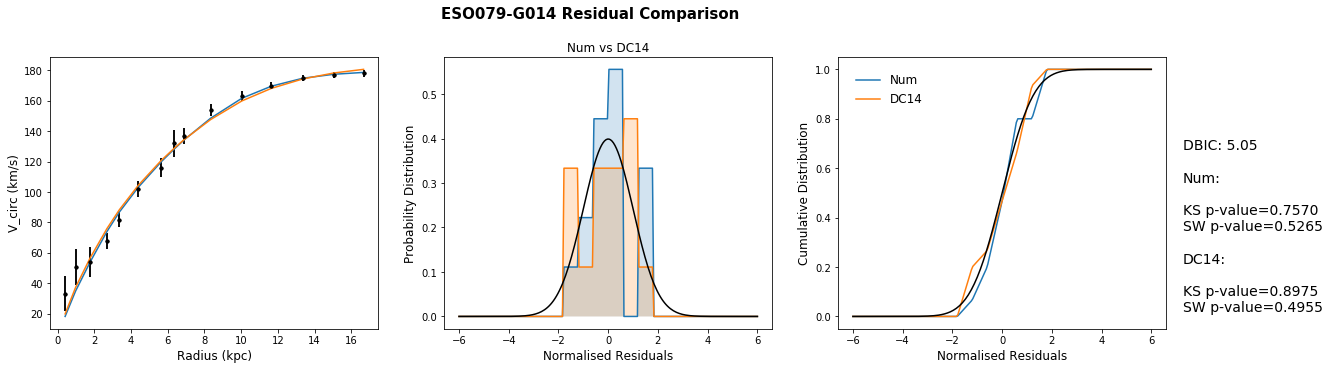 ESO079-G014 Residual Comparison
V_circ (km/s)
180
160
140
120
100
80
60
40
20
0
2
4
6
8
10
12
14
16
Radius (kpc)
Num vs DC14
Probability Distribution
0.5
0.4
0.3
0.2
0.1
0.0
−6
−4
−2
0
2
4
6
Normalised Residuals
Cumulative Distribution
1.0
0.8
0.6
0.4
0.2
0.0
Num
DC14
−6
−4
−2
0
2
4
6
Normalised Residuals
DBIC: 5.05
Num:
KS p-value=0.7570
SW p-value=0.5265
DC14:
KS p-value=0.8975
SW p-value=0.4955